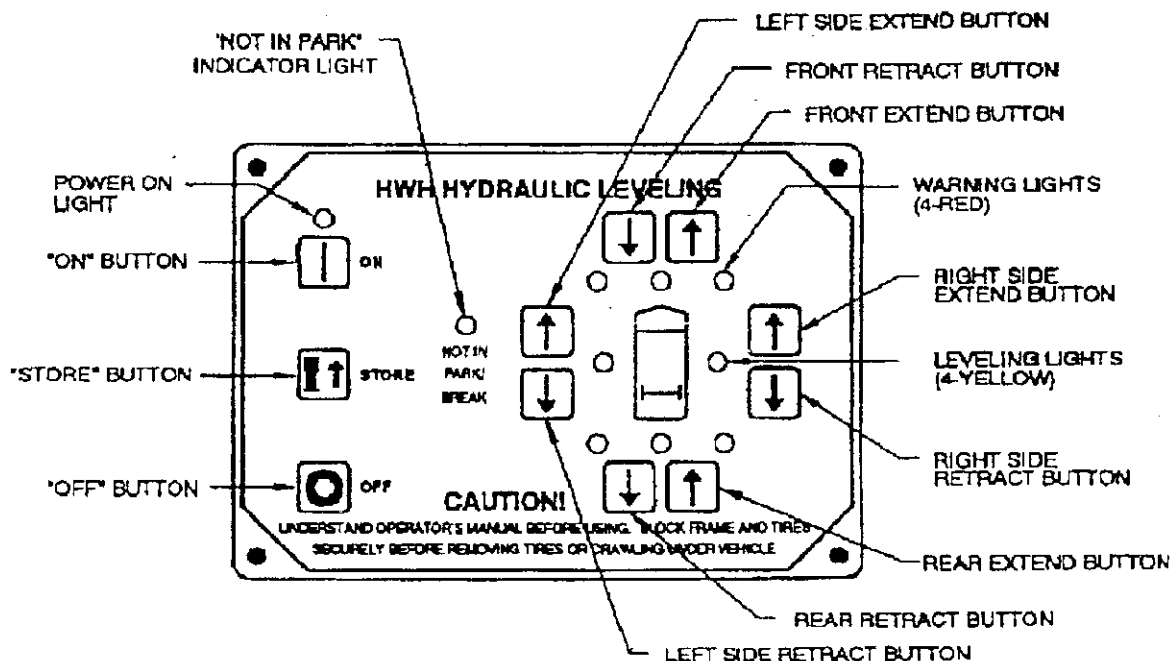 LEFT SIDE EXTEND BUTTON
"NOT IN PARK"
INDICATOR LIGHT
FRONT RETRACT BUTTON
FRONT EXTEND BUTTON
POWER ON
LIGHT
HWH HYDRAULIC LEVELING
WARNING LIGHTS
(4-RED)
"ON" BUTTON
ON
RIGHT SIDE
EXTEND BUTTON
NOT IN
PARK/
BREAK
"STORE" BUTTON
STORE
LEVELING LIGHTS
(4-YELLOW)
"OFF" BUTTON
OFF
RIGHT SIDE
RETRACT BUTTON
CAUTION!
UNDERSTAND OPERATOR'S MANUAL BEFORE USING. BLOCK FRAME AND TIRES
SECURELY BEFORE REMOVING TIRES OR CRAWLING UNDER VEHICLE
REAR EXTEND BUTTON
REAR RETRACT BUTTON
LEFT SIDE RETRACT BUTTON